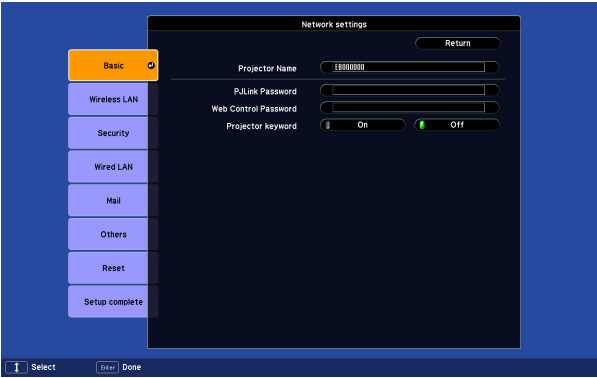 Network settings
Return
Basic
Projector Name EB000000
Wireless LAN
PJLink Password
Web Control Password
Security
Projector keyword On Off
Wired LAN
Mail
Others
Reset
Setup complete
Select Enter Done